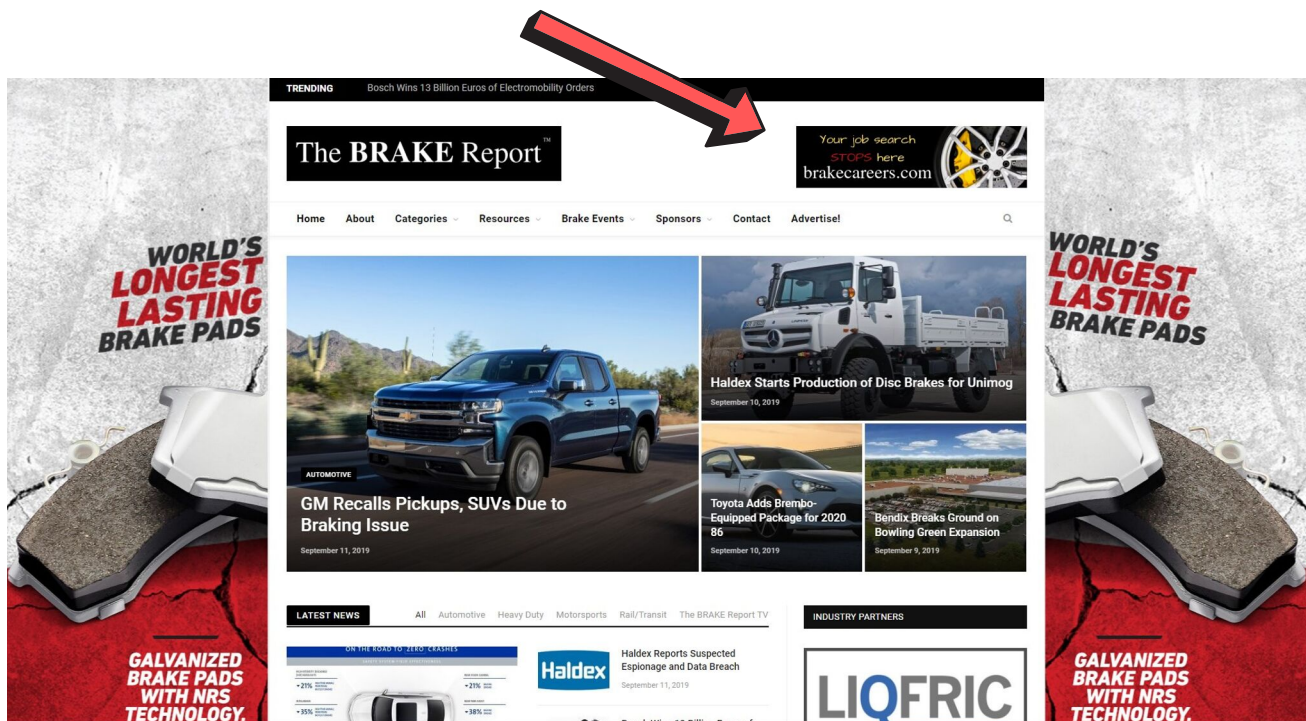 TRENDING Bosch Wins 13 Billion Euros of Electromobility Orders
The BRAKE Report™
Your job search
STOPS here
brakecareers.com
Home About Categories Resources Brake Events Sponsors Contact Advertise!
WORLD'S
LONGEST
LASTING
BRAKE PADS
AUTOMOTIVE
GM Recalls Pickups, SUVs Due to
Braking Issue
September 11, 2019
Haldex Starts Production of Disc Brakes for Unimog
September 10, 2019
Toyota Adds Brembo-
Equipped Package for 2020
86
September 10, 2019
Bendix Breaks Ground on
Bowling Green Expansion
September 9, 2019
WORLD'S
LONGEST
LASTING
BRAKE PADS
LATEST NEWS All Automotive Heavy Duty Motorsports Rail/Transit The BRAKE Report TV
ON THE ROAD TO 'ZERO' CRASHES
21%
21%
35%
38%
Haldex
Haldex Reports Suspected
Espionage and Data Breach
September 11, 2019
INDUSTRY PARTNERS
LIQFRIC
GALVANIZED
BRAKE PADS
WITH NRS
TECHNOLOGY.
GALVANIZED
BRAKE PADS
WITH NRS
TECHNOLOGY.